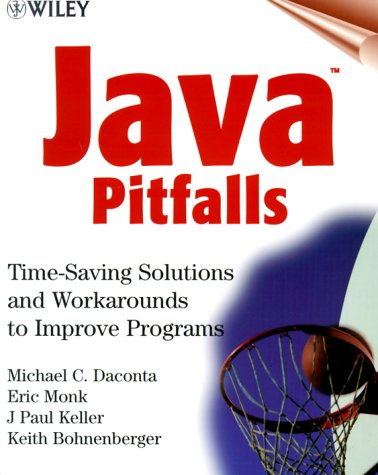 WILEY
Java™
Pitfalls
Time-Saving Solutions
and Workarounds
to Improve Programs
Michael C. Daconta
Eric Monk
J Paul Keller
Keith Bohnenberger